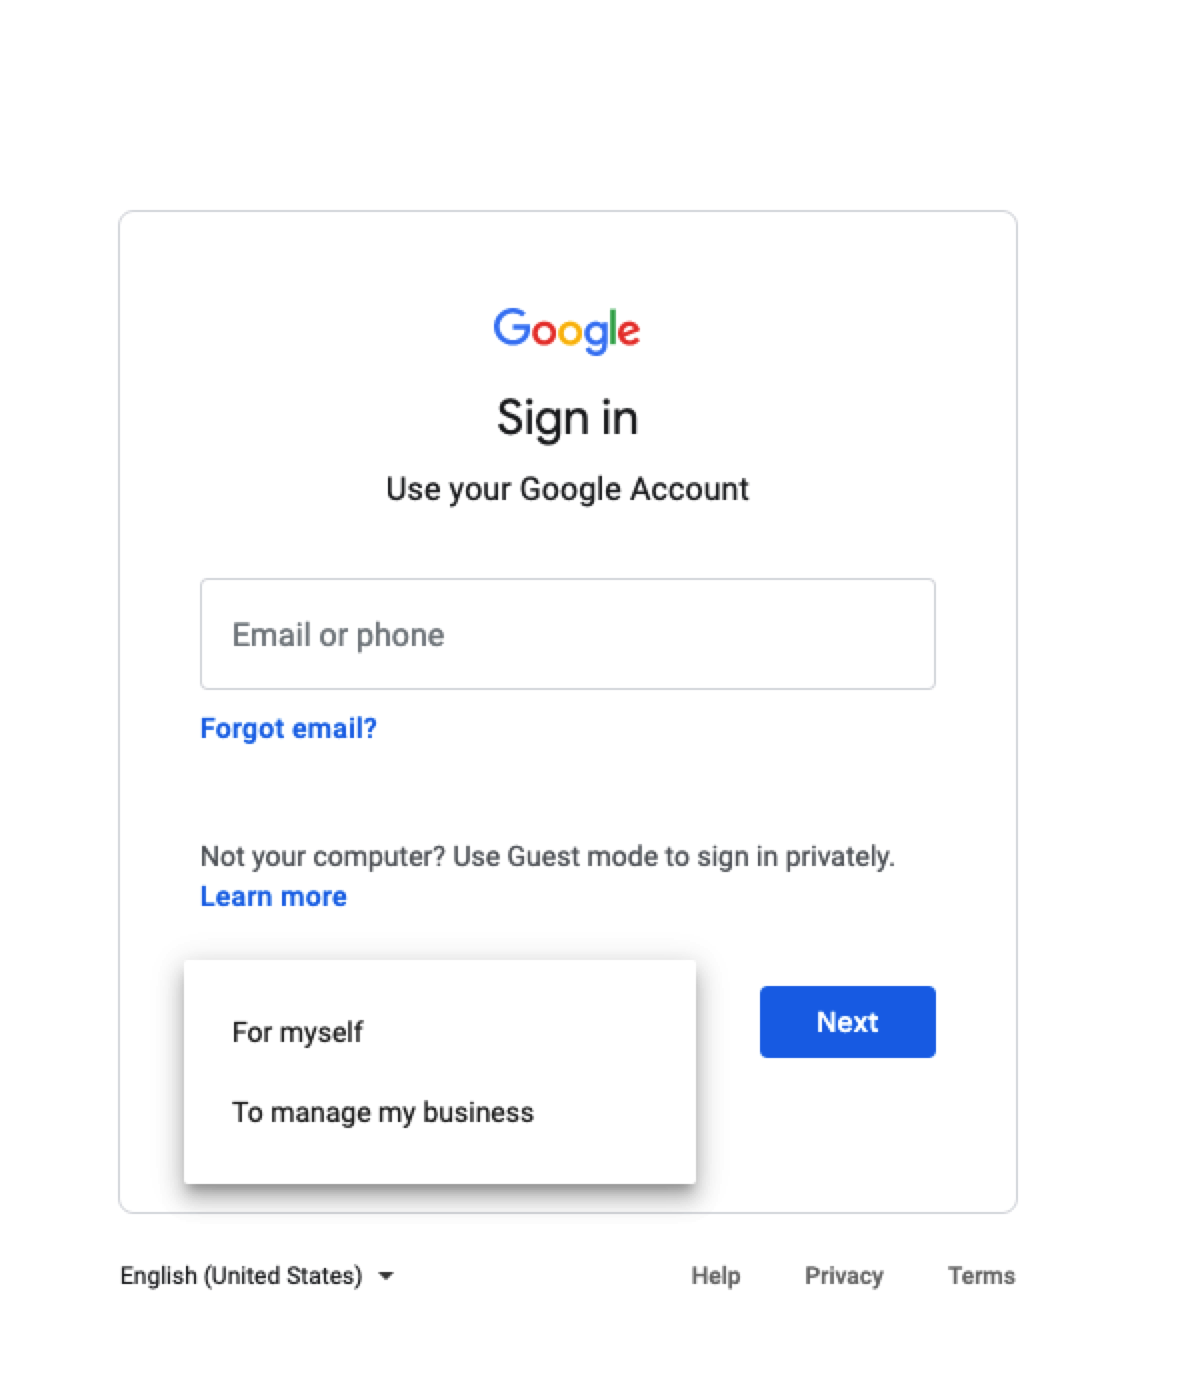 Google
Sign in
Use your Google Account
Email or phone
Forgot email?
Not your computer? Use Guest mode to sign in privately.
Learn more
For myself
To manage my business
Next
English (United States)
Help
Privacy
Terms